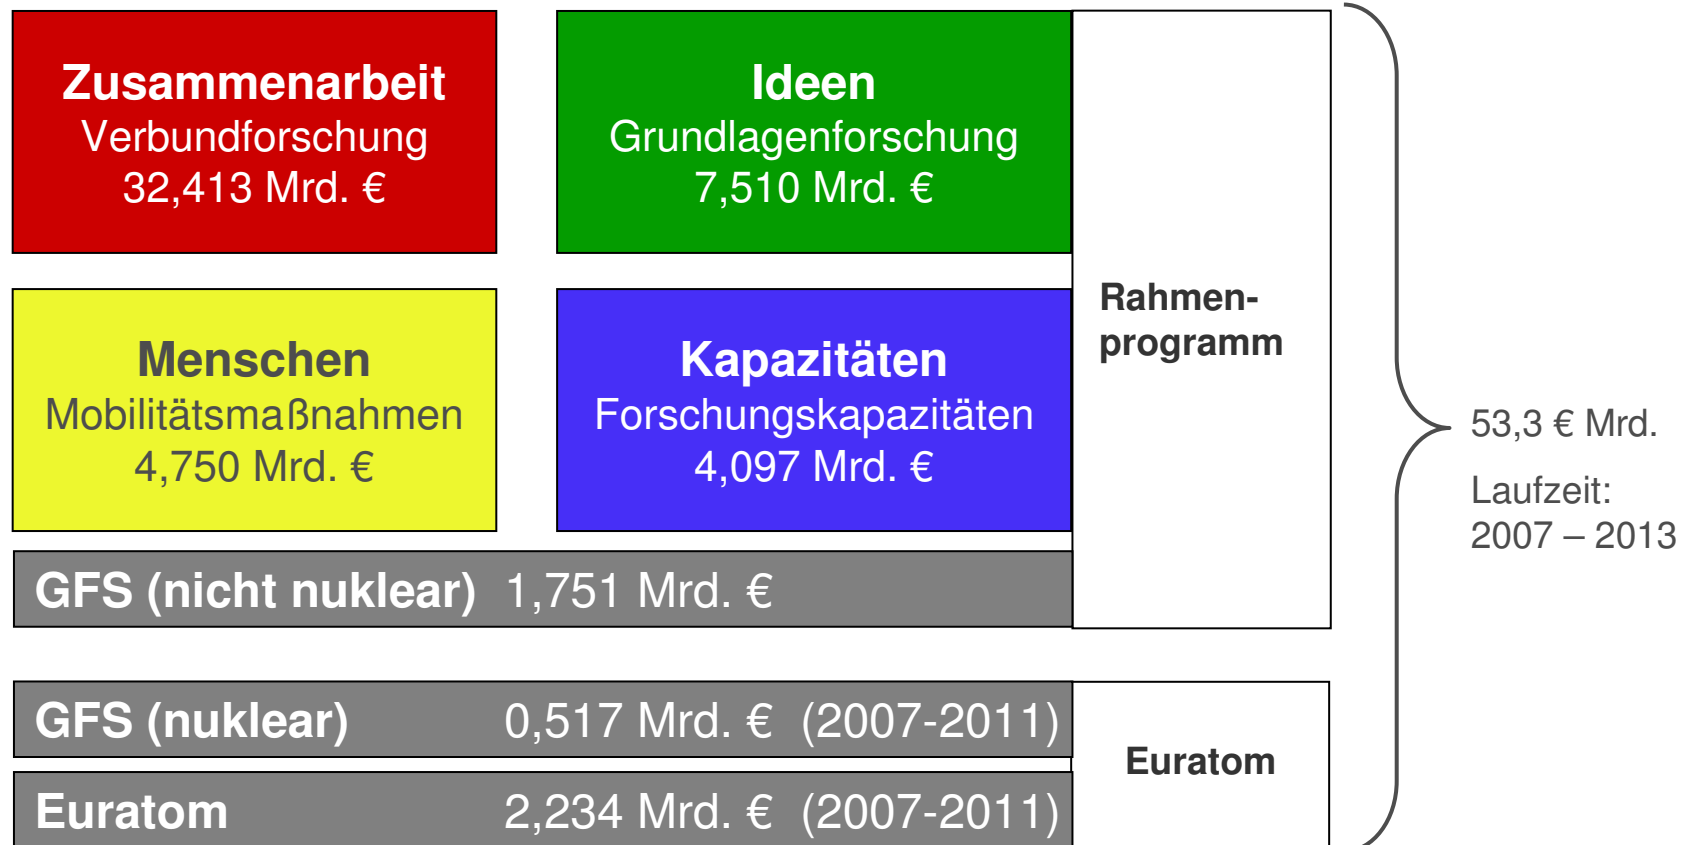 Zusammenarbeit
Verbundforschung
32,413 Mrd. €
Ideen
Grundlagenforschung
7,510 Mrd. €
Menschen
Mobilitätsmaßnahmen
4,750 Mrd. €
Kapazitäten
Forschungskapazitäten
4,097 Mrd. €
Rahmen-
programm
GFS (nicht nuklear) 1,751 Mrd. €
GFS (nuklear) 0,517 Mrd. € (2007-2011)
Euratom 2,234 Mrd. € (2007-2011)
Euratom
53,3 € Mrd.
Laufzeit:
2007 – 2013